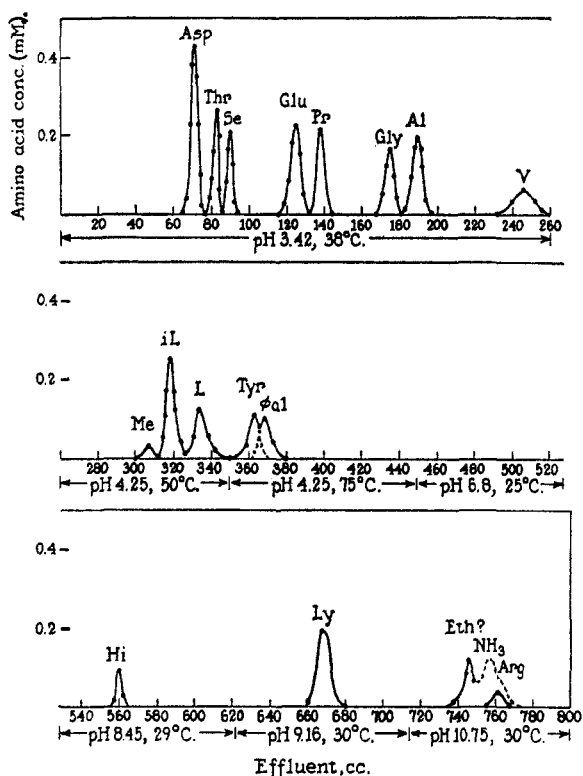 Amino acid conc. (mM).
0.4
0.2
Asp
Thr
Se
Glu
Pr
Gly
Al
V
20 40 60 80 100 120 140 160 180 200 220 240 260
pH 3.42, 38°C.
0.4
0.2
Me
iL
L
Tyr
φal
280 300 320 340 360 380 400 420 440 460 480 500 520
pH 4.25, 50°C. pH 4.25, 75°C. pH 6.8, 25°C.
0.4
0.2
Hi
Ly
Eth?
NH3
Arg
540 560 580 600 620 640 660 680 700 720 740 760 780 800
pH 8.45, 29°C. pH 9.16, 30°C. pH 10.75, 30°C.
Effluent, cc.